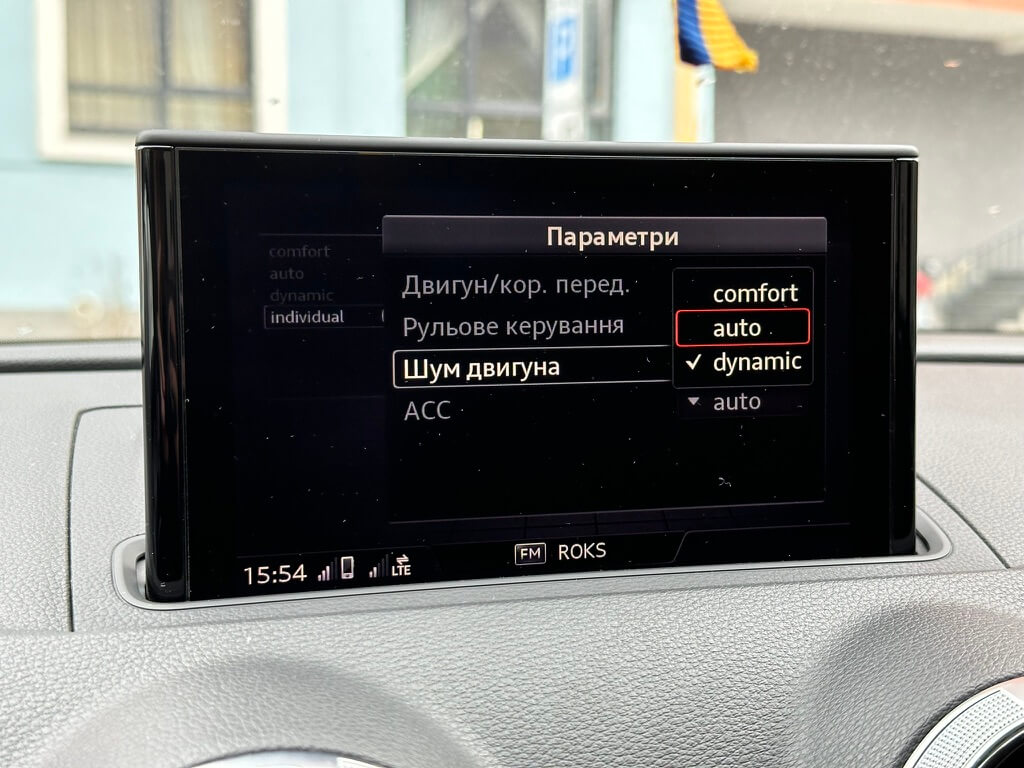 Параметри
comfort
auto
dynamic
individual
Двигун/кор. перед.
Рульове керування
Шум двигуна
ACC
comfort
auto
dynamic
auto
15:54
LTE
FM ROKS
P